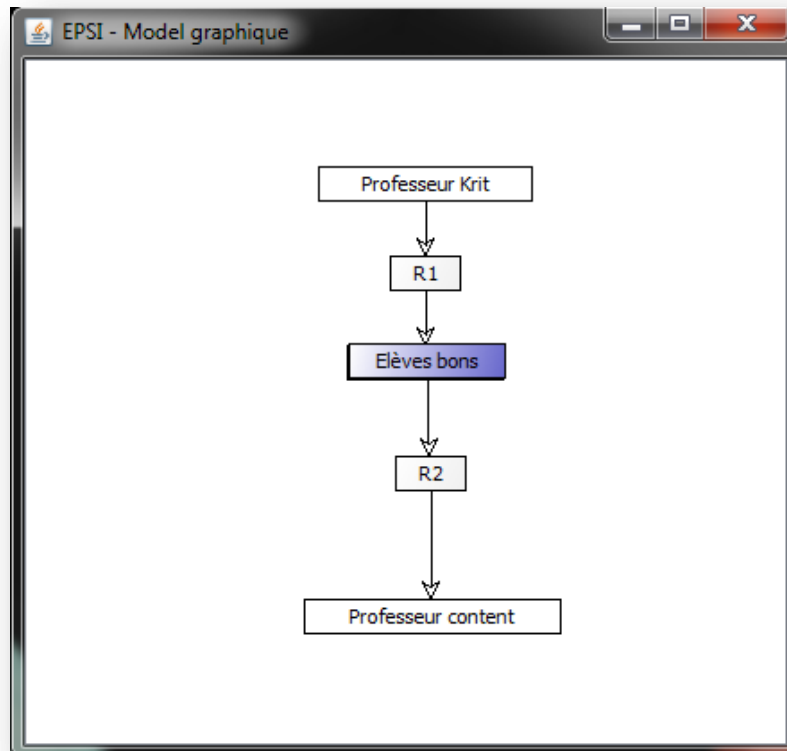 EPSI - Model graphique
Professeur Krit
R1
Elèves bons
R2
Professeur content